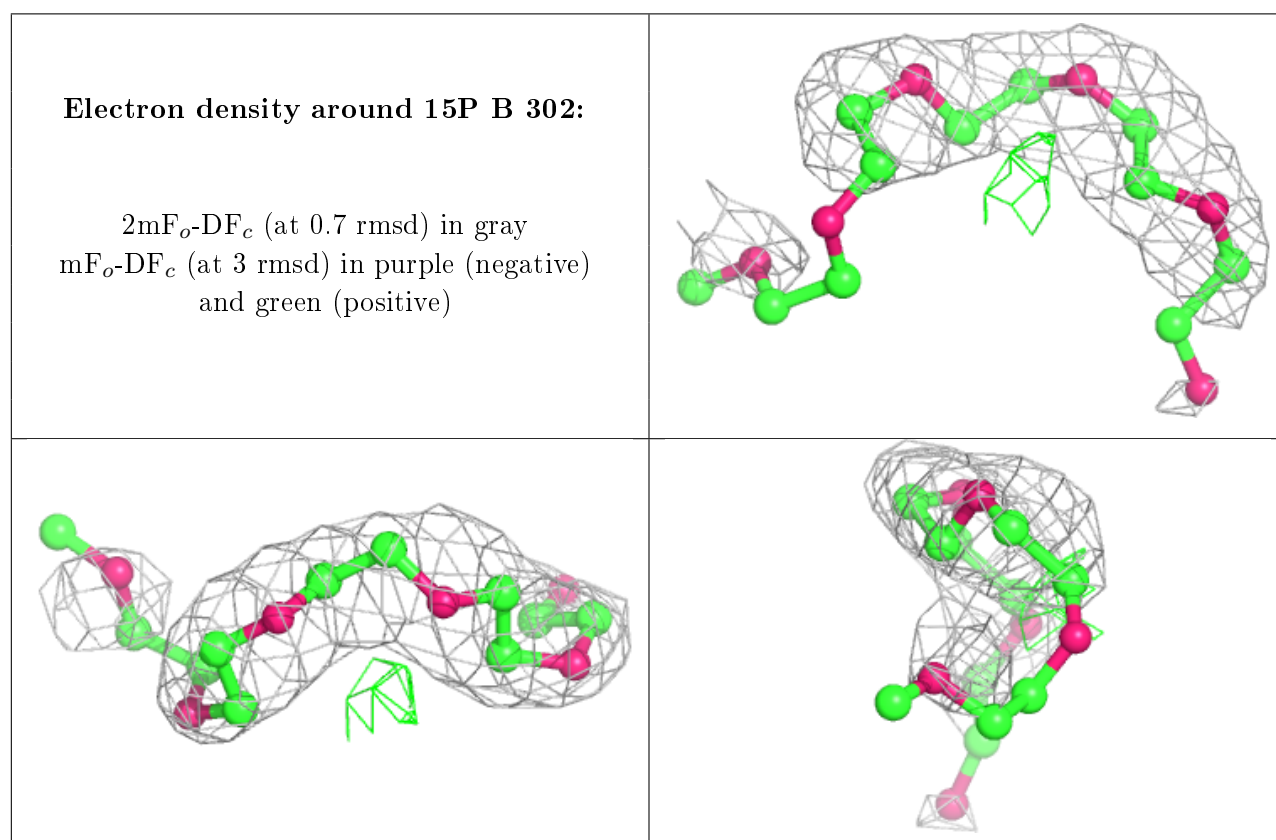 Electron density around 15P B 302:
2mFo-DFc (at 0.7 rmsd) in gray
mFo-DFc (at 3 rmsd) in purple (negative)
and green (positive)